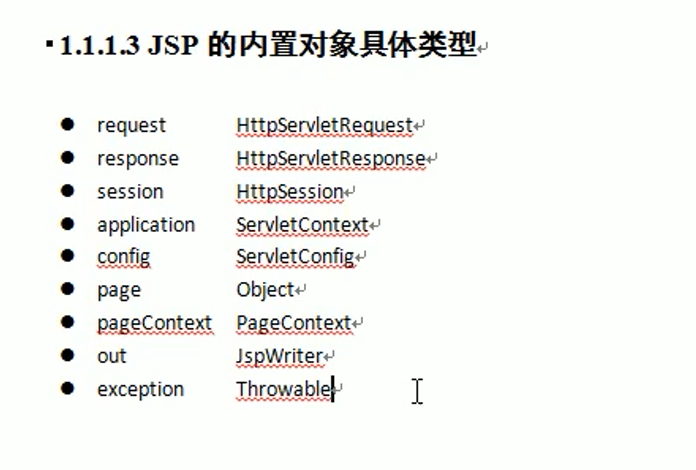 1.1.1.3 JSP 的内置对象具体类型
● request HttpServletRequest
● response HttpServletResponse
● session HttpSession
● application ServletContext
● config ServletConfig
● page Object
● pageContext PageContext
● out JspWriter
● exception Throwable